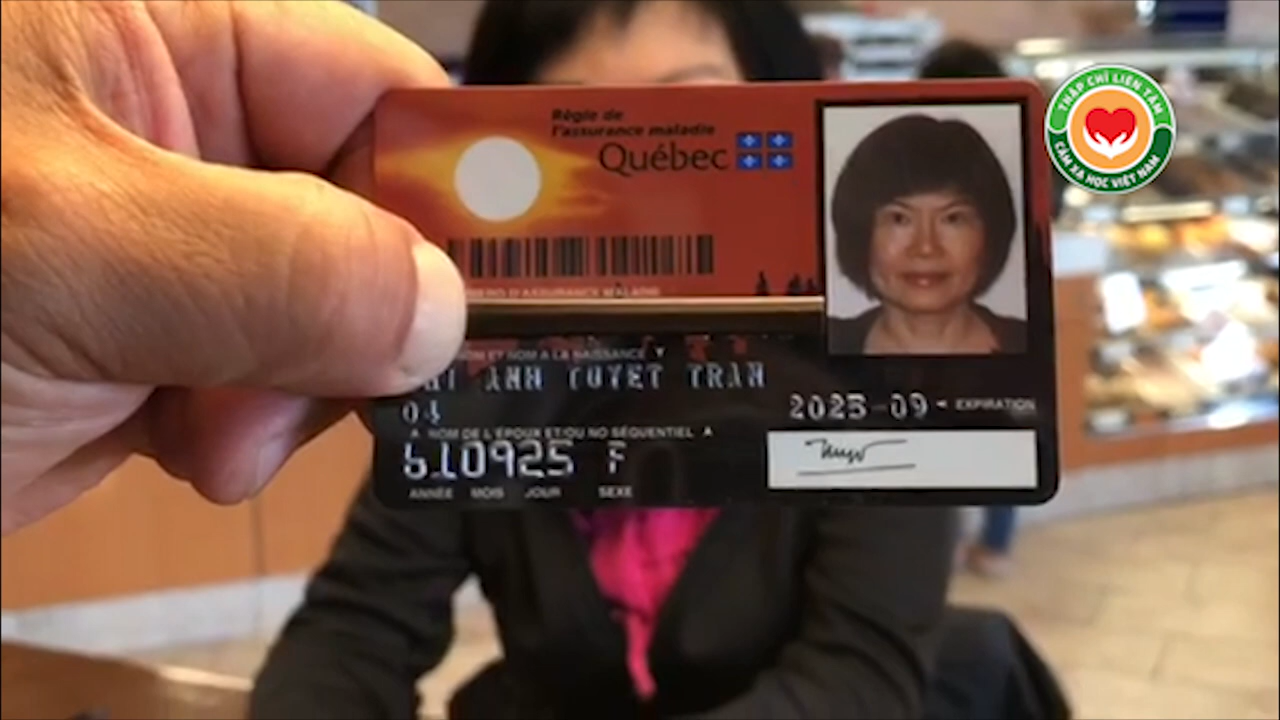 Régie de
l'assurance maladie
Québec
D'ASSURANCE MALADIE
NOM ET NOM À LA NAISSANCE ▼
ANH TUYET TRAN
04
▲ NOM DE L'ÉPOUX ET/OU NO SÉQUENTIEL ▲
610925 F
ANNÉE MOIS JOUR SEXE
2025-09 ◄ EXPIRATION
THẬP CHỈ LIÊN TÂM
CẢM XẠ HỌC VIỆT NAM